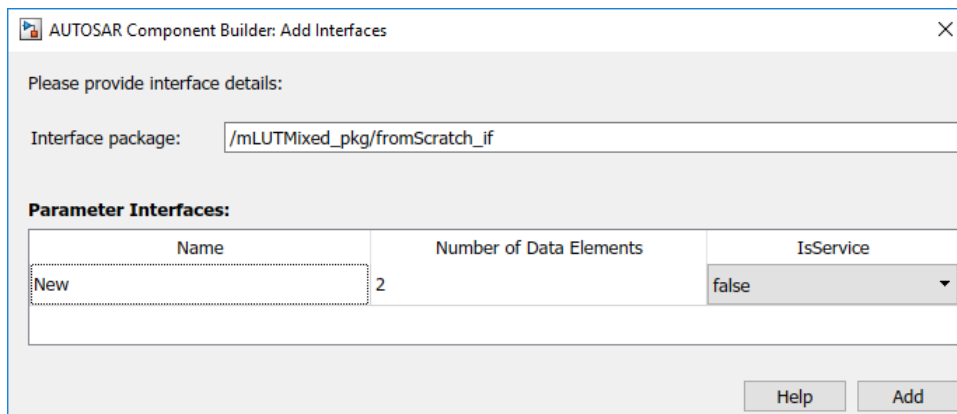 AUTOSAR Component Builder: Add Interfaces
Please provide interface details:
Interface package: /mLUTMixed_pkg/fromScratch_if
Parameter Interfaces:
Name Number of Data Elements IsService
New 2 false
Help Add